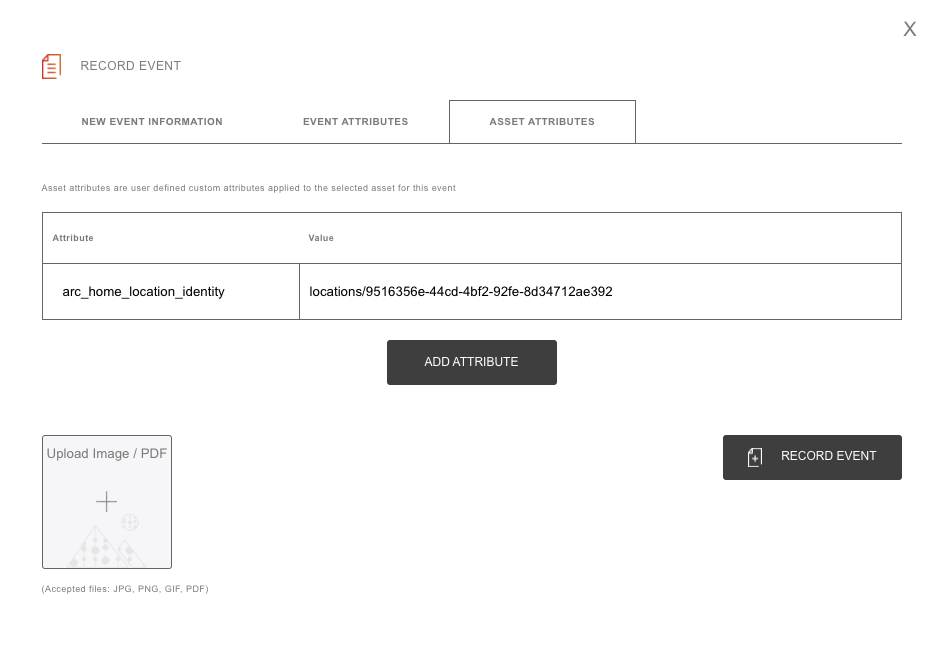 X
RECORD EVENT
NEW EVENT INFORMATION EVENT ATTRIBUTES ASSET ATTRIBUTES
Asset attributes are user defined custom attributes applied to the selected asset for this event
Attribute Value
arc_home_location_identity locations/9516356e-44cd-4bf2-92fe-8d34712ae392
ADD ATTRIBUTE
Upload Image / PDF
RECORD EVENT
(Accepted files: JPG, PNG, GIF, PDF)